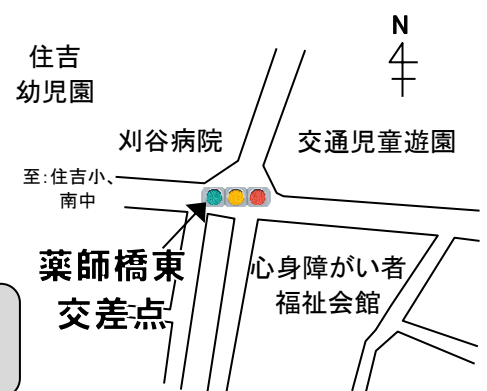 N
住吉
幼児園
刈谷病院
交通児童遊園
至:住吉小、
南中
薬師橋東
交差点
心身障がい者
福祉会館